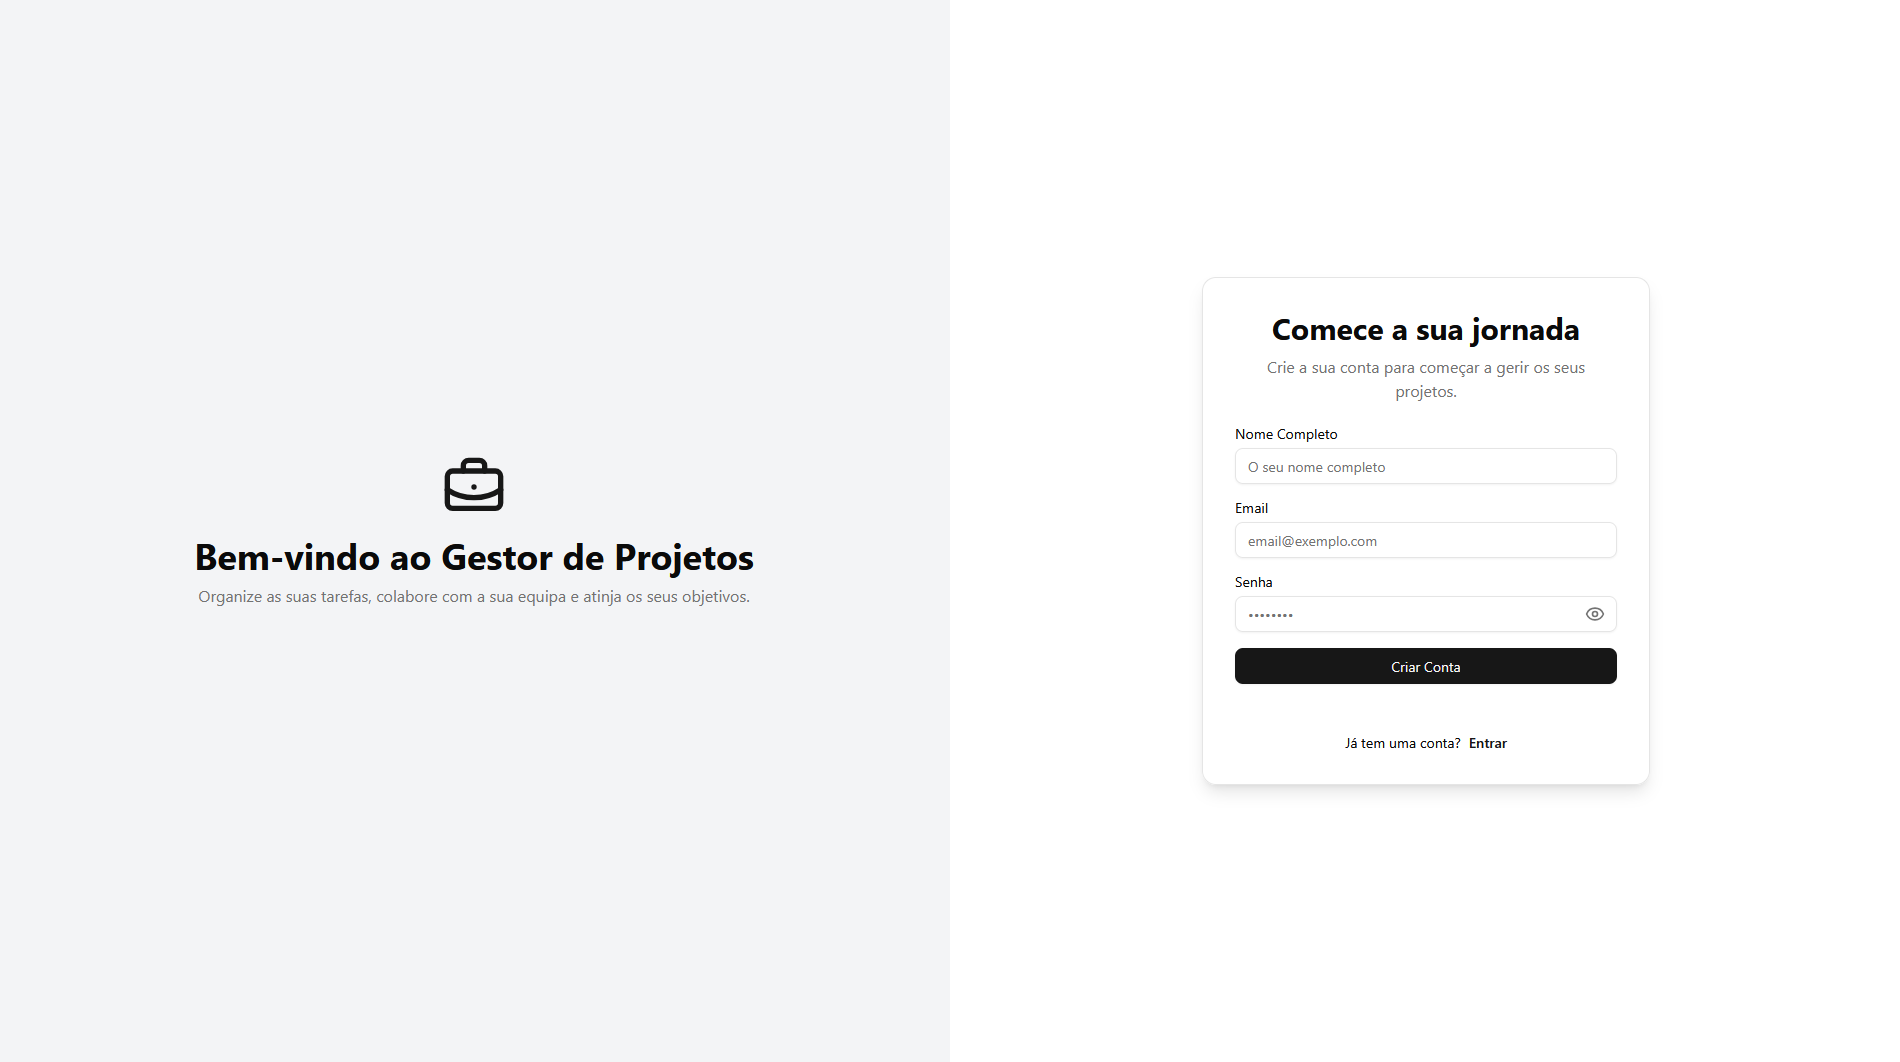 Bem-vindo ao Gestor de Projetos
Organize as suas tarefas, colabore com a sua equipa e atinja os seus objetivos.
Comece a sua jornada
Crie a sua conta para começar a gerir os seus
projetos.
Nome Completo
O seu nome completo
Email
email@exemplo.com
Senha
••••••••
Criar Conta
Já tem uma conta? Entrar